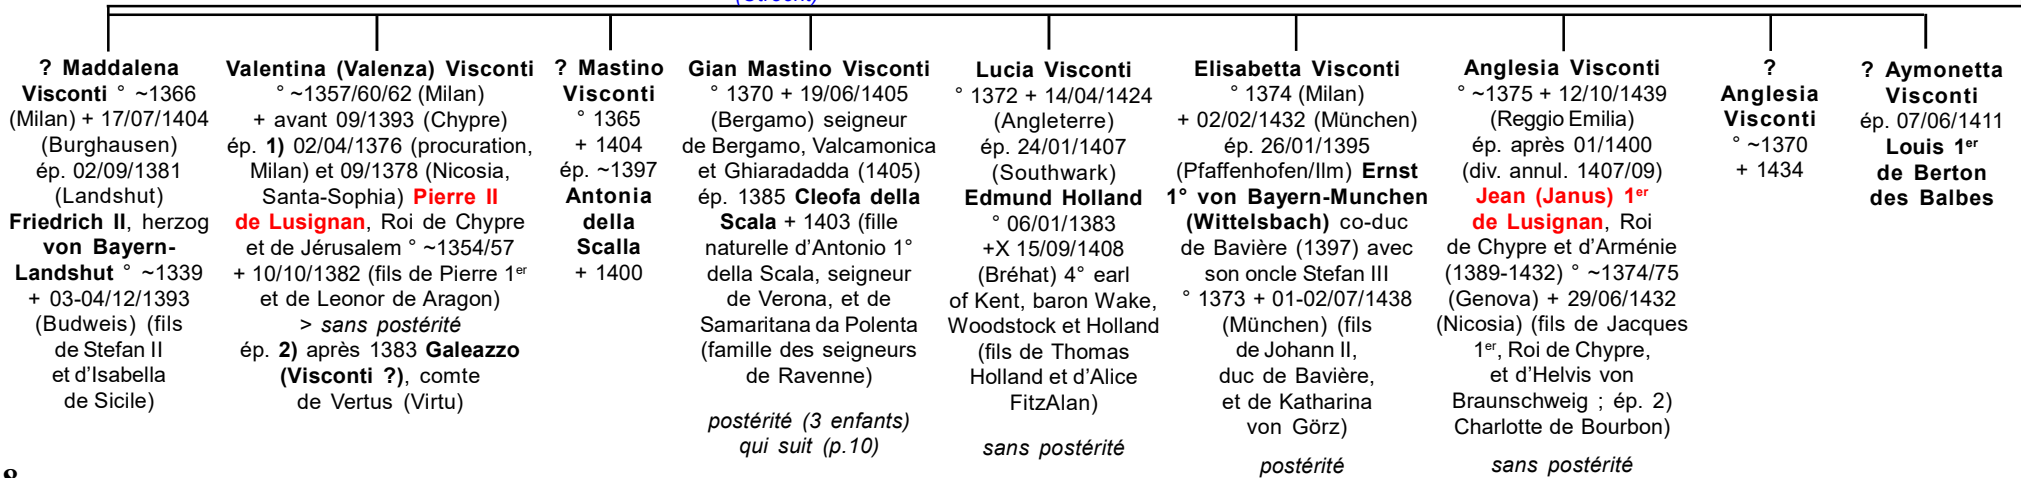 (Utrecht)
? Maddalena
Visconti ° ~1366
(Milan) + 17/07/1404
(Burghausen)
ép. 02/09/1381
(Landshut)
Friedrich II, herzog
von Bayern-
Landshut ° ~1339
+ 03-04/12/1393
(Budweis) (fils
de Stefan II
et d'Isabella
de Sicile)
Valentina (Valenza) Visconti
° ~1357/60/62 (Milan)
+ avant 09/1393 (Chypre)
ép. 1) 02/04/1376 (procuration,
Milan) et 09/1378 (Nicosia,
Santa-Sophia) Pierre II
de Lusignan, Roi de Chypre
et de Jérusalem ° ~1354/57
+ 10/10/1382 (fils de Pierre 1er
et de Leonor de Aragon)
> sans postérité
ép. 2) après 1383 Galeazzo
(Visconti ?), comte
de Vertus (Virtu)
? Mastino
Visconti
° 1365
+ 1404
ép. ~1397
Antonia
della
Scalla
+ 1400
Gian Mastino Visconti
° 1370 + 19/06/1405
(Bergamo) seigneur
de Bergamo, Valcamonica
et Ghiaradadda (1405)
ép. 1385 Cleofa della
Scala + 1403 (fille
naturelle d'Antonio 1°
della Scala, seigneur
de Verona, et de
Samaritana da Polenta
(famille des seigneurs
de Ravenne)
postérité (3 enfants)
qui suit (p.10)
Lucia Visconti
° 1372 + 14/04/1424
(Angleterre)
ép. 24/01/1407
(Southwark)
Edmund Holland
° 06/01/1383
+X 15/09/1408
(Bréhat) 4° earl
of Kent, baron Wake,
Woodstock et Holland
(fils de Thomas
Holland et d'Alice
FitzAlan)
sans postérité
Elisabetta Visconti
° 1374 (Milan)
+ 02/02/1432 (München)
ép. 26/01/1395
(Pfaffenhofen/Ilm) Ernst
1° von Bayern-Munchen
(Wittelsbach) co-duc
de Bavière (1397) avec
son oncle Stefan III
° 1373 + 01-02/07/1438
(München) (fils
de Johann II,
duc de Bavière,
et de Katharina
von Görz)
postérité
Anglesia Visconti
° ~1375 + 12/10/1439
(Reggio Emilia)
ép. après 01/1400
(div. annul. 1407/09)
Jean (Janus) 1er
de Lusignan, Roi
de Chypre et d'Arménie
(1389-1432) ° ~1374/75
(Genova) + 29/06/1432
(Nicosia) (fils de Jacques
1er, Roi de Chypre,
et d'Helvis von
Braunschweig ; ép. 2)
Charlotte de Bourbon)
sans postérité
?
Anglesia
Visconti
° ~1370
+ 1434
? Aymonetta
Visconti
ép. 07/06/1411
Louis 1er
de Berton
des Balbes
8